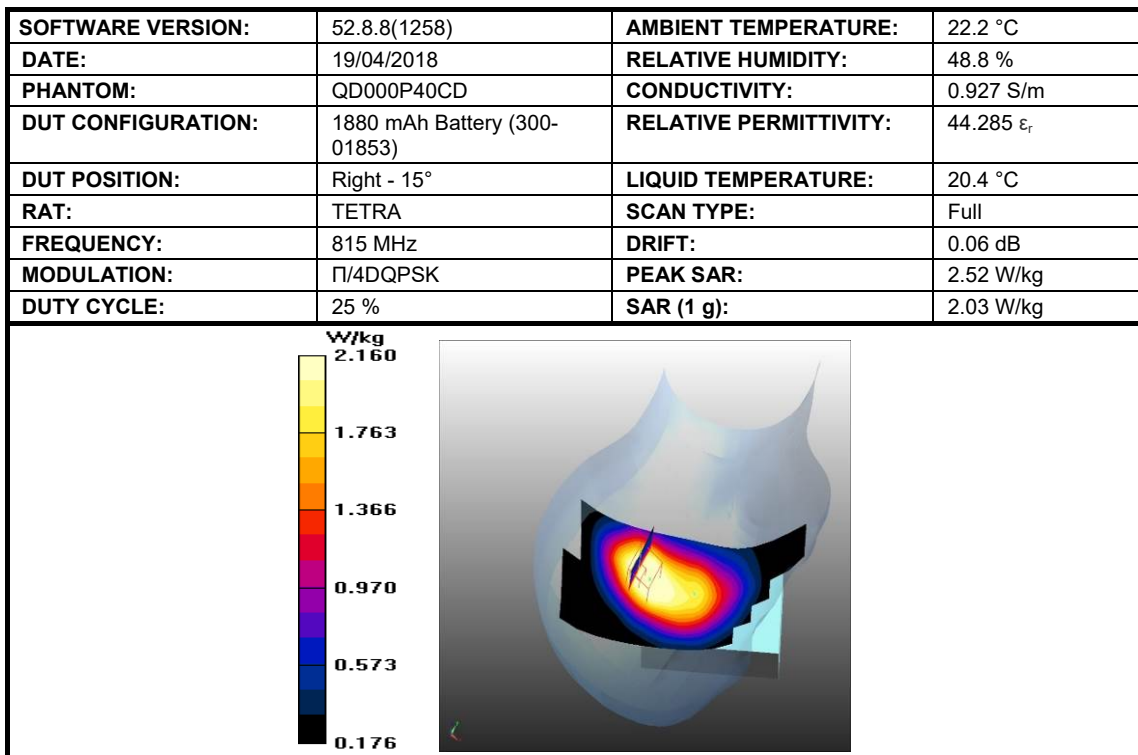 SOFTWARE VERSION: 52.8.8(1258) AMBIENT TEMPERATURE: 22.2 °C
DATE: 19/04/2018 RELATIVE HUMIDITY: 48.8 %
PHANTOM: QD000P40CD CONDUCTIVITY: 0.927 S/m
DUT CONFIGURATION: 1880 mAh Battery (300- RELATIVE PERMITTIVITY: 44.285 εr
01853)
DUT POSITION: Right - 15° LIQUID TEMPERATURE: 20.4 °C
RAT: TETRA SCAN TYPE: Full
FREQUENCY: 815 MHz DRIFT: 0.06 dB
MODULATION: Π/4DQPSK PEAK SAR: 2.52 W/kg
DUTY CYCLE: 25 % SAR (1 g): 2.03 W/kg
W/kg
2.160
1.763
1.366
0.970
0.573
0.176